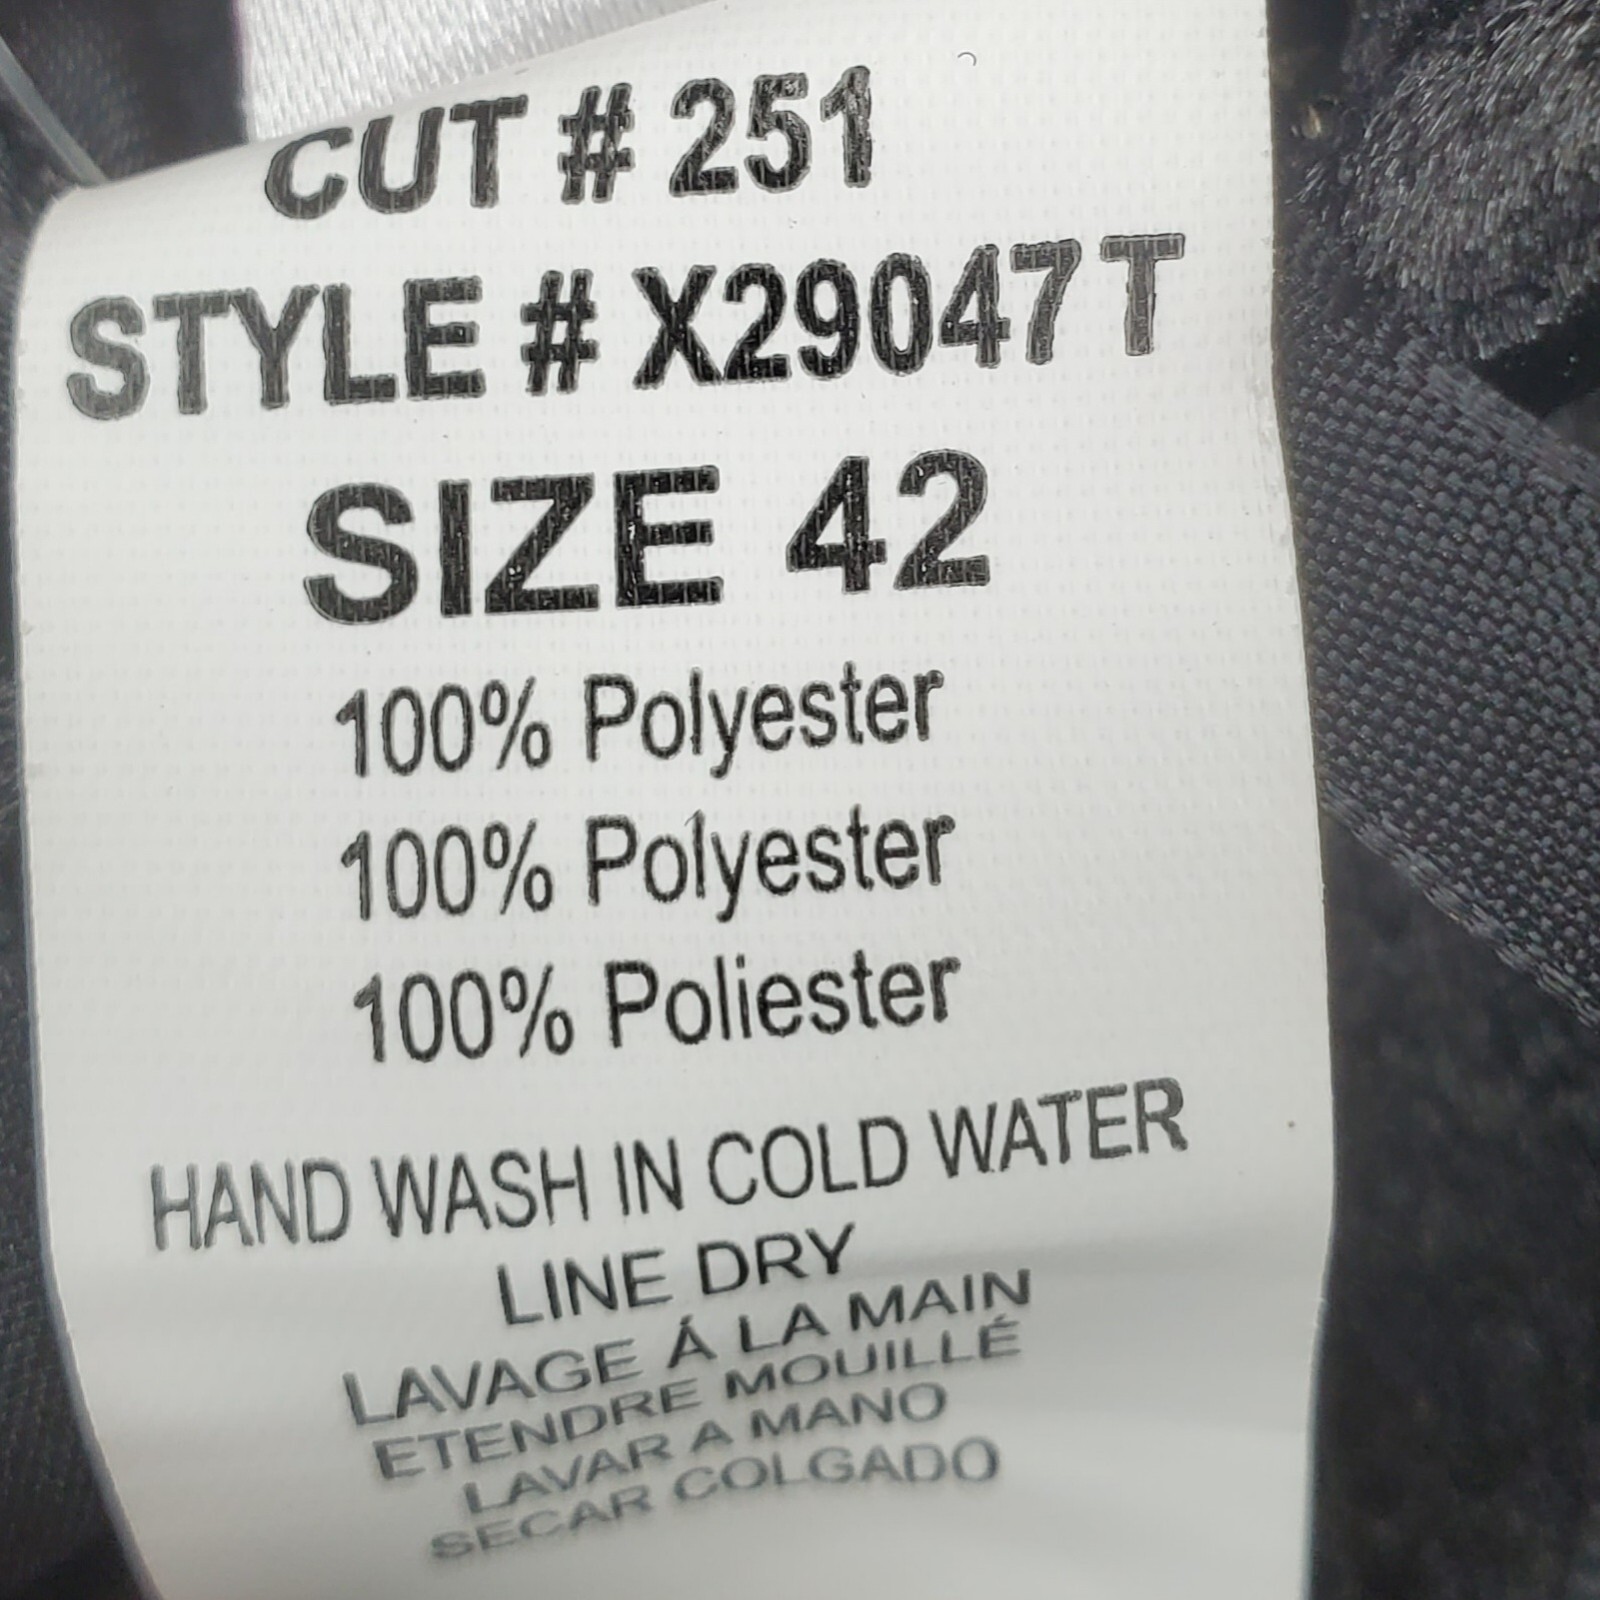 CUT # 251
STYLE # X29047T
SIZE 42
100% Polyester
100% Polyester
100% Poliester
HAND WASH IN COLD WATER
LINE DRY
LAVAGE Á LA MAIN
ETENDRE MOUILLÉ
LAVAR A MANO
SECAR COLGADO